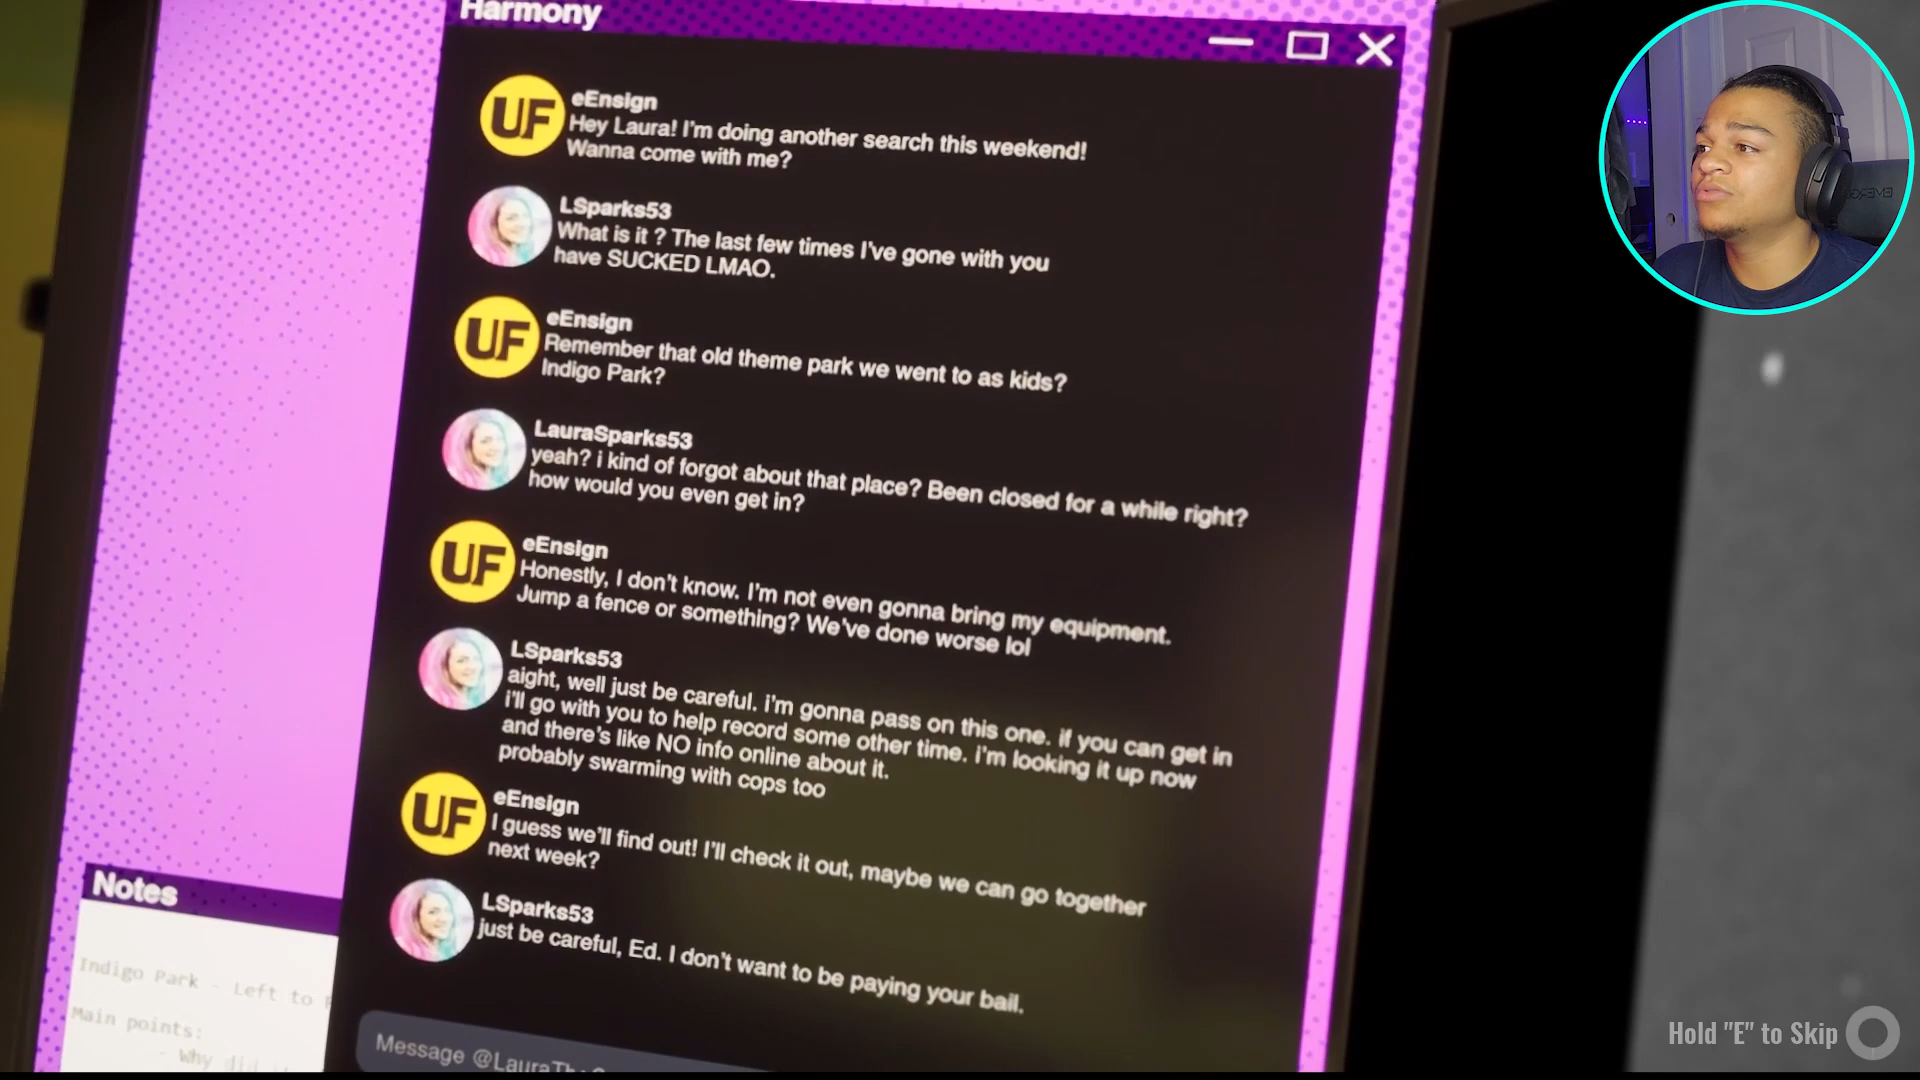 Harmony
UF
eEnsign
Hey Laura! I'm doing another search this weekend!
Wanna come with me?
LSparks53
What is it ? The last few times I've gone with you
have SUCKED LMAO.
UF
eEnsign
Remember that old theme park we went to as kids?
Indigo Park?
LauraSparks53
yeah? i kind of forgot about that place? Been closed for a while right?
how would you even get in?
UF
eEnsign
Honestly, I don't know. I'm not even gonna bring my equipment.
Jump a fence or something? We've done worse lol
LSparks53
aight, well just be careful. i'm gonna pass on this one. if you can get in
i'll go with you to help record some other time. i'm looking it up now
and there's like NO info online about it.
probably swarming with cops too
UF
eEnsign
I guess we'll find out! I'll check it out, maybe we can go together
next week?
LSparks53
just be careful, Ed. I don't want to be paying your bail.
Message
Notes
Indigo Park - Left to
Main points:
- Why did
Hold "E" to Skip